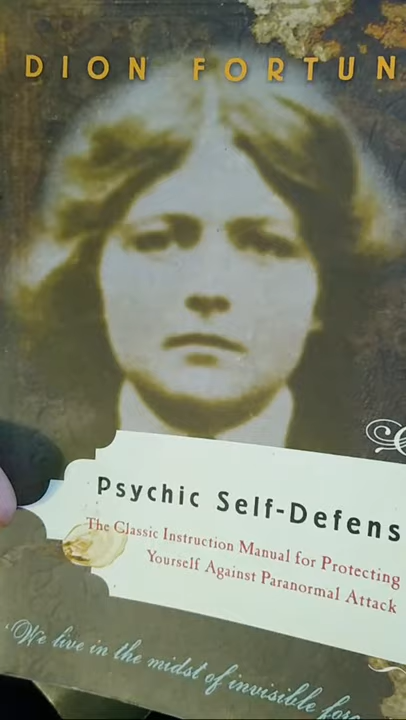 DION FORTUN
Psychic Self-Defens
The Classic Instruction Manual for Protecting
Yourself Against Paranormal Attack
"We live in the midst of invisible forc